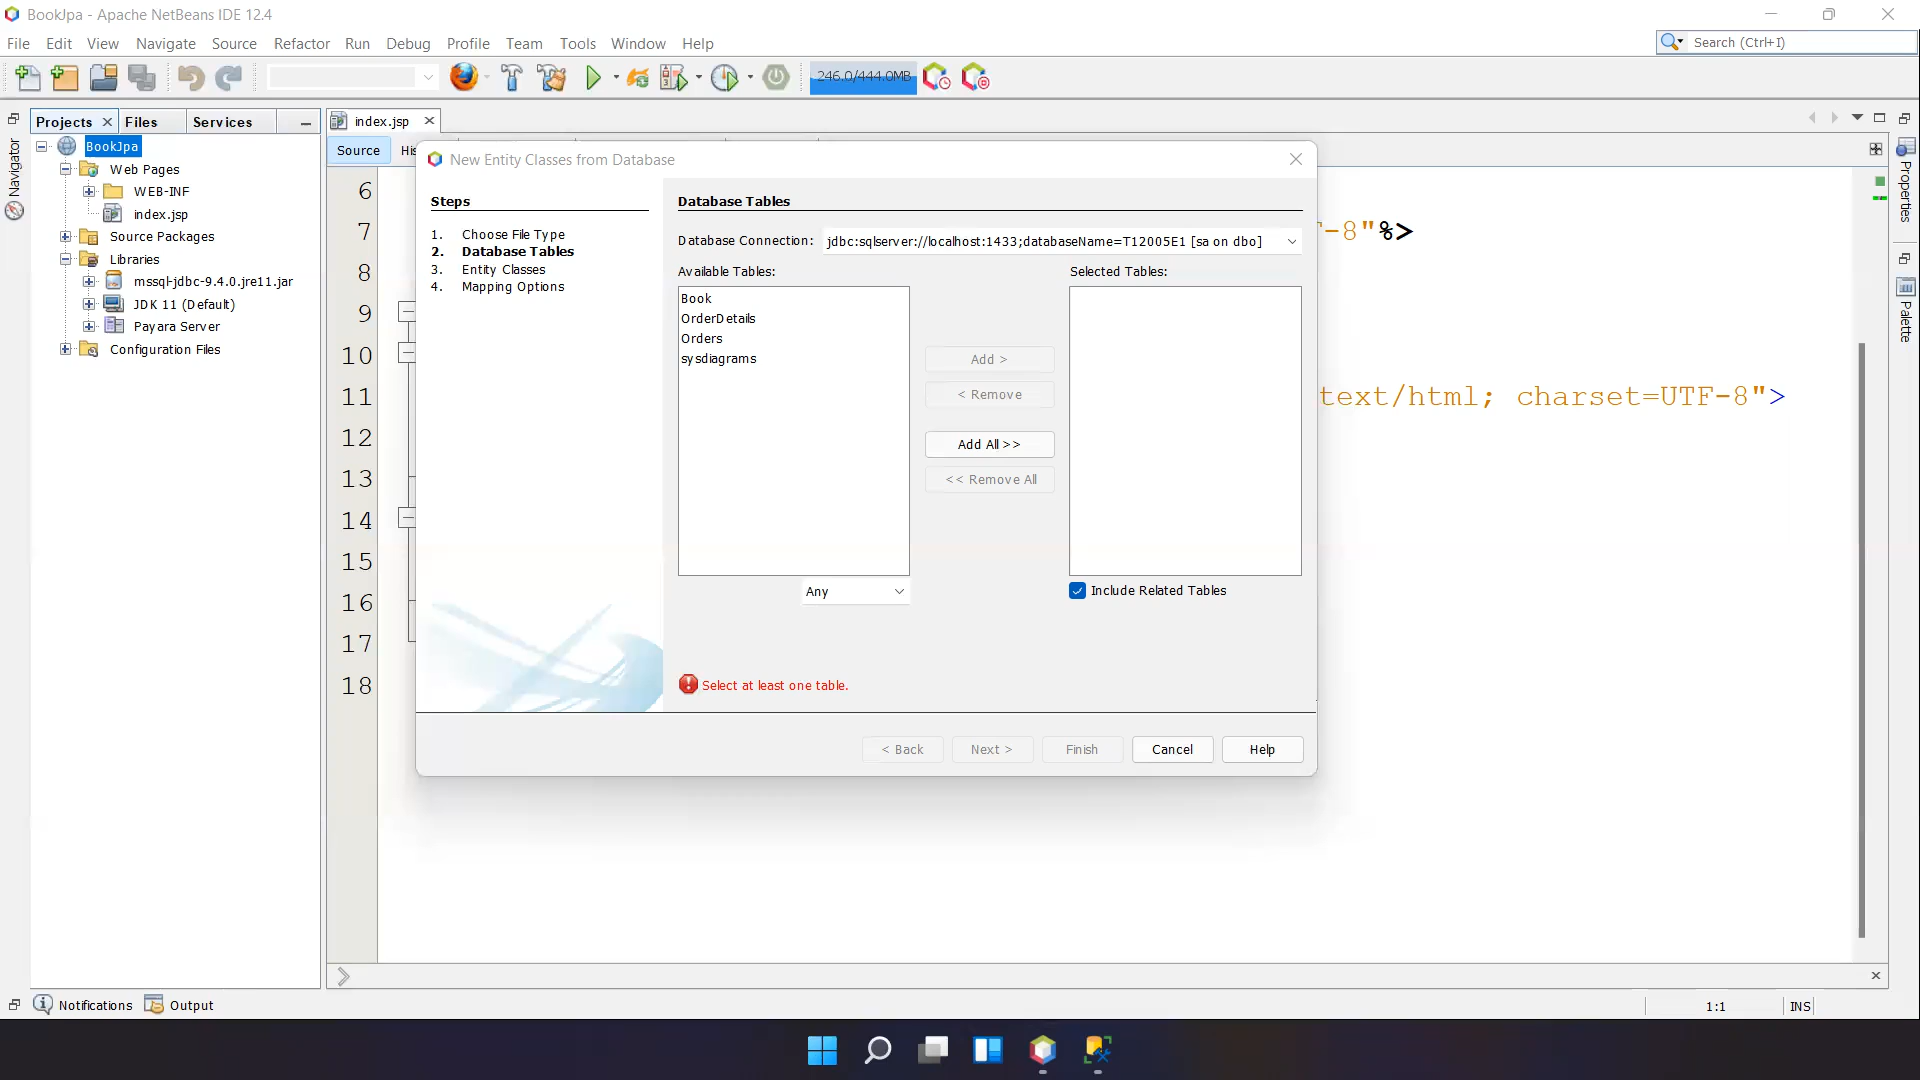 BookJpa - Apache NetBeans IDE 12.4
File Edit View Navigate Source Refactor Run Debug Profile Team Tools Window Help
Search (Ctrl+I)
246.0/444.0MB
Projects Files Services
index.jsp
Navigator
BookJpa
Web Pages
WEB-INF
index.jsp
Source Packages
Libraries
mssql-jdbc-9.4.0.jre11.jar
JDK 11 (Default)
Payara Server
Configuration Files
Source His
6
7 T-8"%>
8
9
10
11 text/html; charset=UTF-8">
12
13
14
15
16
17
18
New Entity Classes from Database
Steps
1. Choose File Type
2. Database Tables
3. Entity Classes
4. Mapping Options
Database Tables
Database Connection: jdbc:sqlserver://localhost:1433;databaseName=T12005E1 [sa on dbo]
Available Tables:
Book
OrderDetails
Orders
sysdiagrams
Any
Add >
< Remove
Add All >>
<< Remove All
Selected Tables:
Include Related Tables
Select at least one table.
< Back Next > Finish Cancel Help
Properties
Palette
Notifications Output
1:1 INS